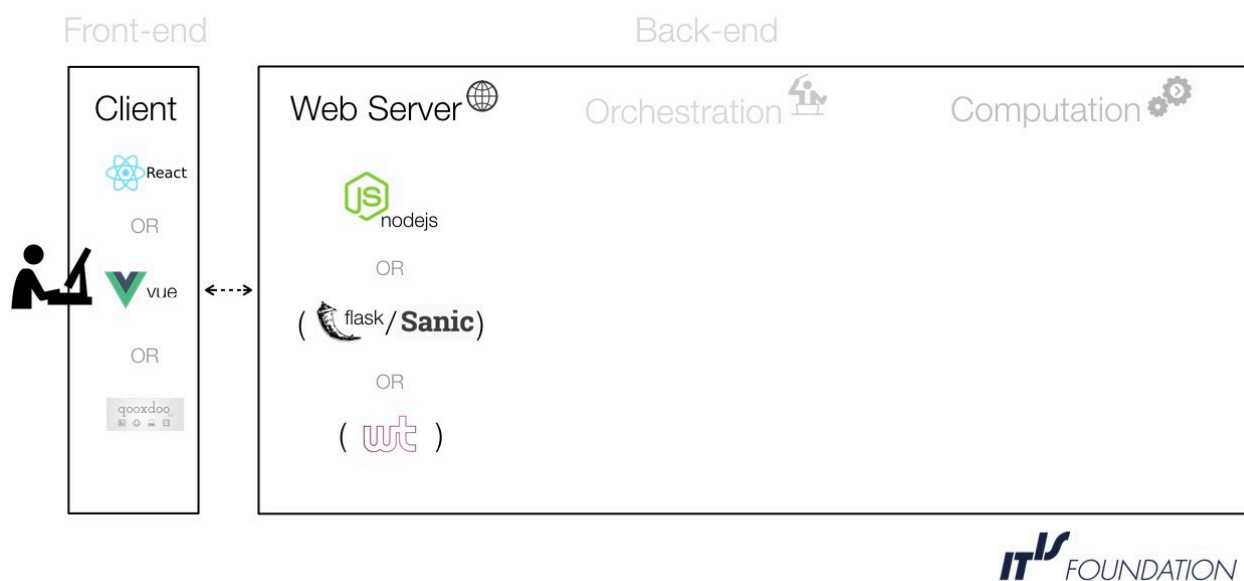 Front-end
Back-end
Client
Web Server
Orchestration
Computation
React
OR
vue
OR
qooxdoo
JS
nodejs
OR
( flask / Sanic )
OR
( wt )
IT'IS FOUNDATION